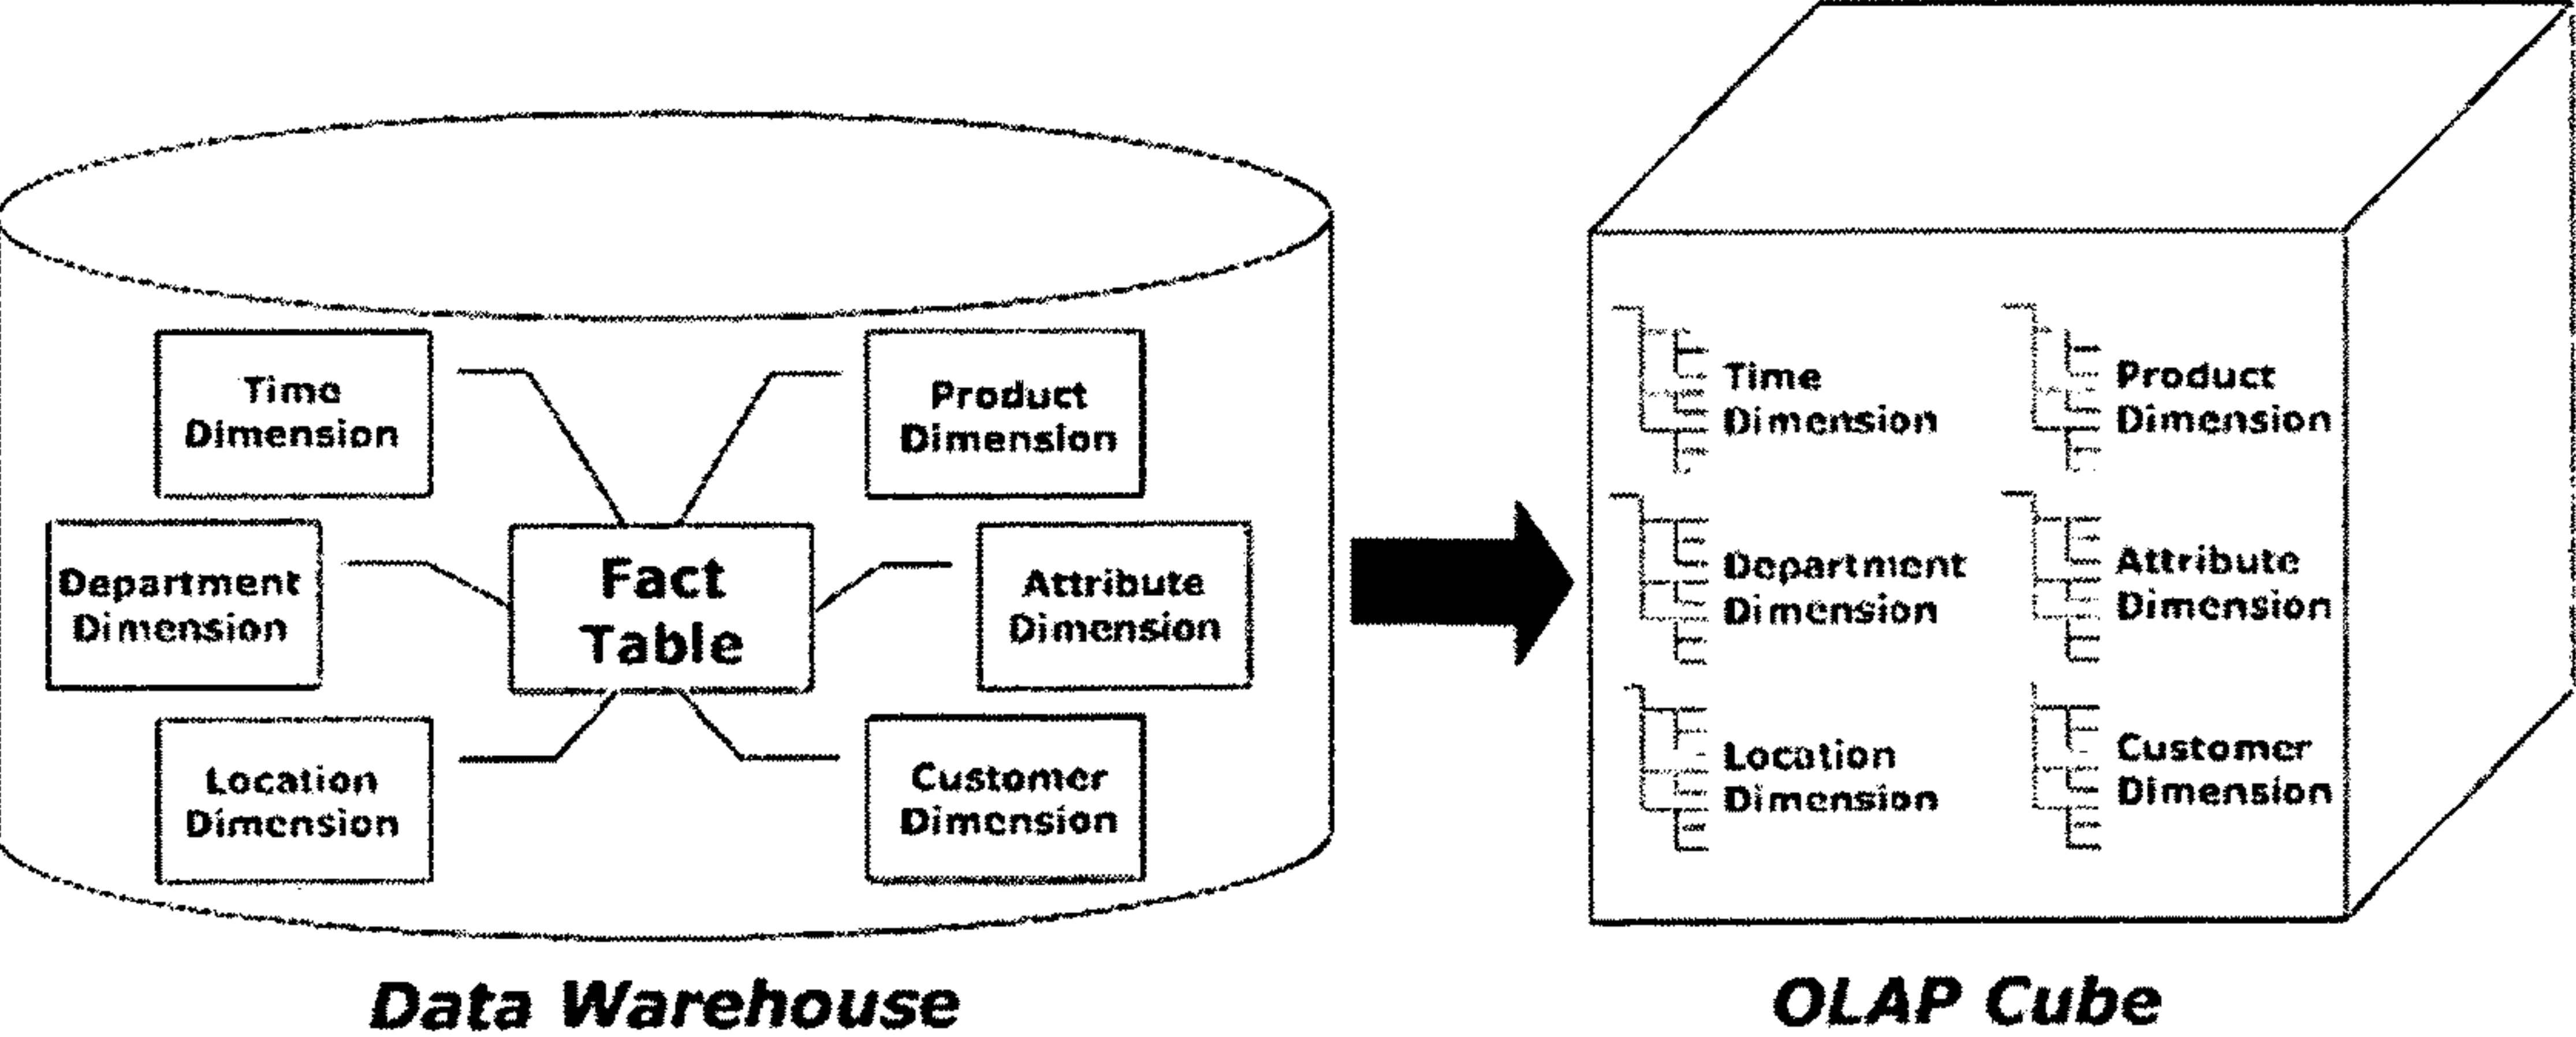 Time
Dimension
Product
Dimension
Department
Dimension
Fact
Table
Attribute
Dimension
Location
Dimension
Customer
Dimension
Data Warehouse
Time
Dimension
Product
Dimension
Department
Dimension
Attribute
Dimension
Location
Dimension
Customer
Dimension
OLAP Cube